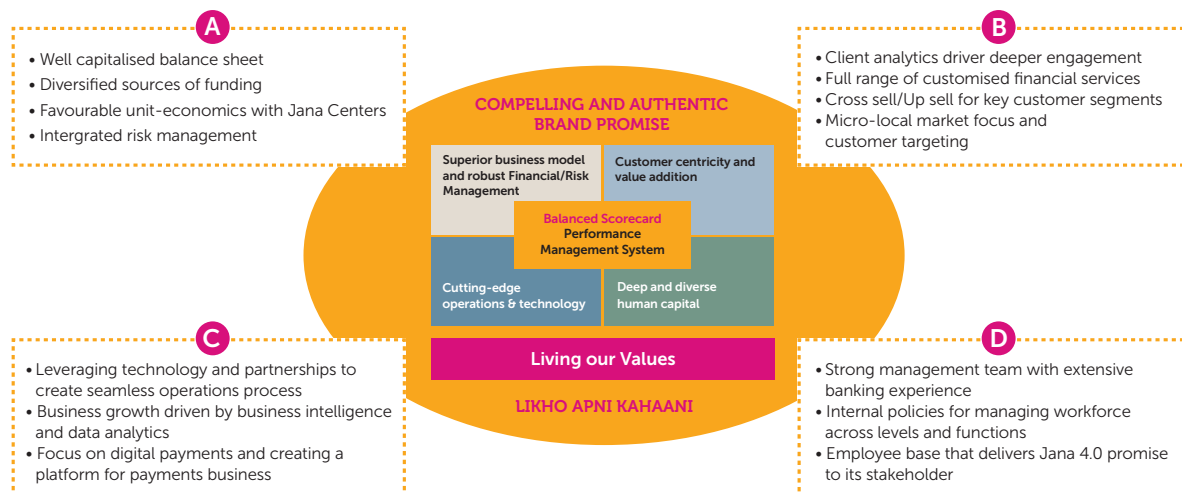 A
• Well capitalised balance sheet
• Diversified sources of funding
• Favourable unit-economics with Jana Centers
• Intergrated risk management
B
• Client analytics driver deeper engagement
• Full range of customised financial services
• Cross sell/Up sell for key customer segments
• Micro-local market focus and
customer targeting
COMPELLING AND AUTHENTIC
BRAND PROMISE
Superior business model
and robust Financial/Risk
Management
Customer centricity and
value addition
Balanced Scorecard
Performance
Management System
Cutting-edge
operations & technology
Deep and diverse
human capital
Living our Values
LIKHO APNI KAHAANI
C
• Leveraging technology and partnerships to
create seamless operations process
• Business growth driven by business intelligence
and data analytics
• Focus on digital payments and creating a
platform for payments business
D
• Strong management team with extensive
banking experience
• Internal policies for managing workforce
across levels and functions
• Employee base that delivers Jana 4.0 promise
to its stakeholder